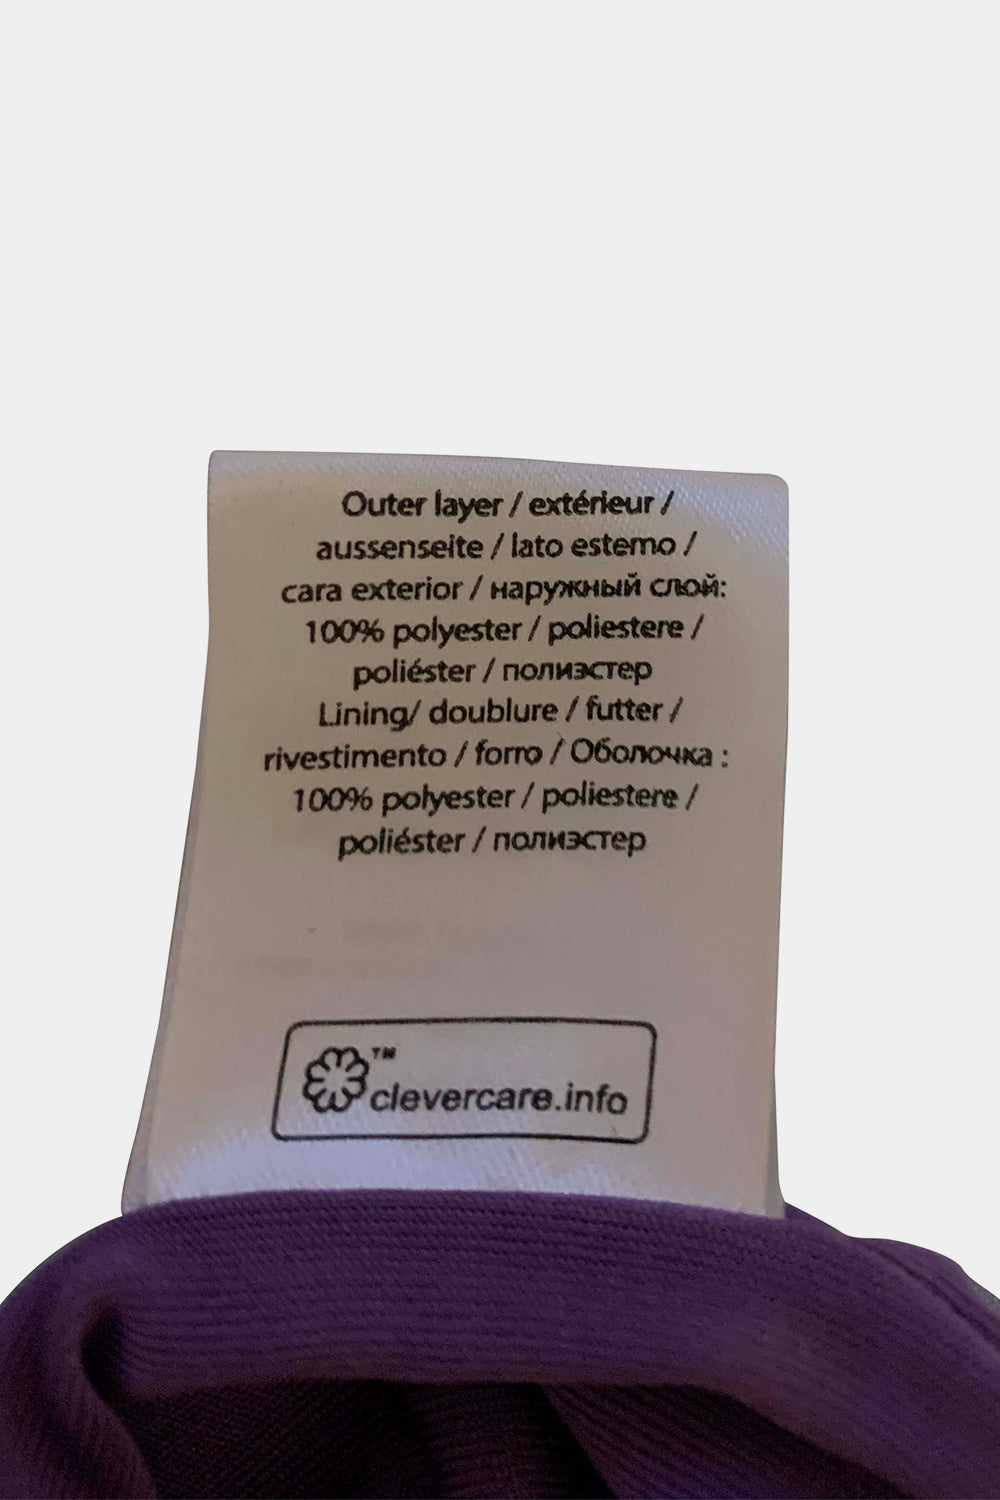 Outer layer / extérieur /
aussenseite / lato esterno /
cara exterior / наружный слой:
100% polyester / poliestere /
poliéster / полиэстер
Lining/ doublure / futter /
rivestimento / forro / Оболочка :
100% polyester / poliestere /
poliéster / полиэстер
™
clevercare.info